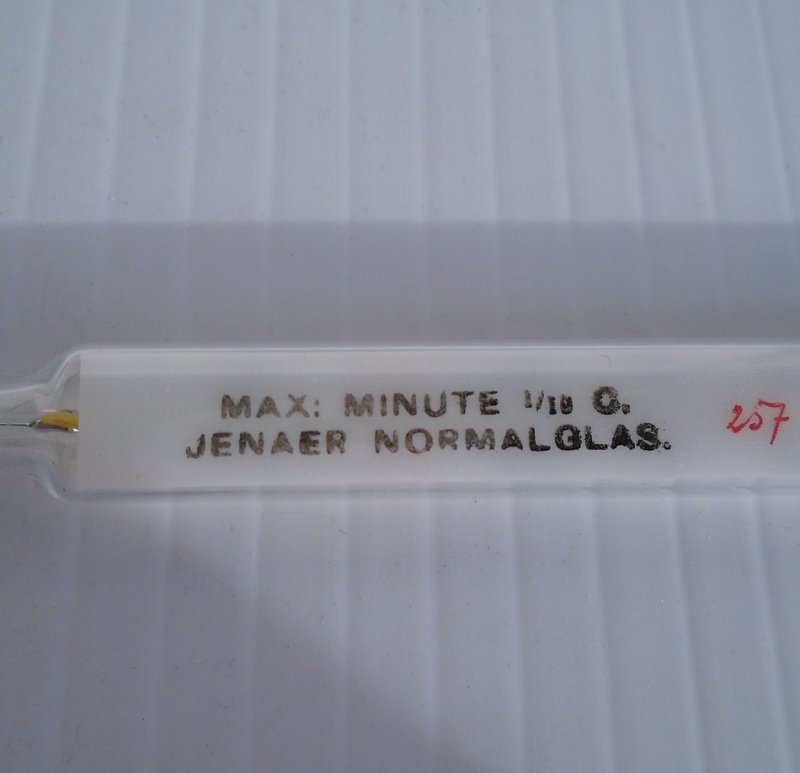 MAX: MINUTE 1/10 G.
JENAER NORMALGLAS.
257